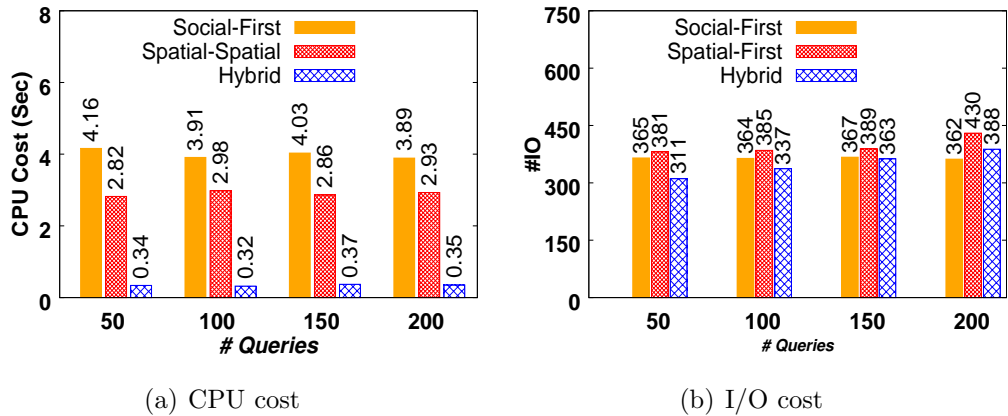 8
6
4
2
0
CPU Cost (Sec)
Social-First
Spatial-Spatial
Hybrid
4.16
2.82
0.34
3.91
2.98
0.32
4.03
2.86
0.37
3.89
2.93
0.35
50 100 150 200
# Queries
(a) CPU cost
750
600
450
300
150
0
#IO
Social-First
Spatial-First
Hybrid
365
381
311
364
385
337
367
389
363
362
430
388
50 100 150 200
# Queries
(b) I/O cost